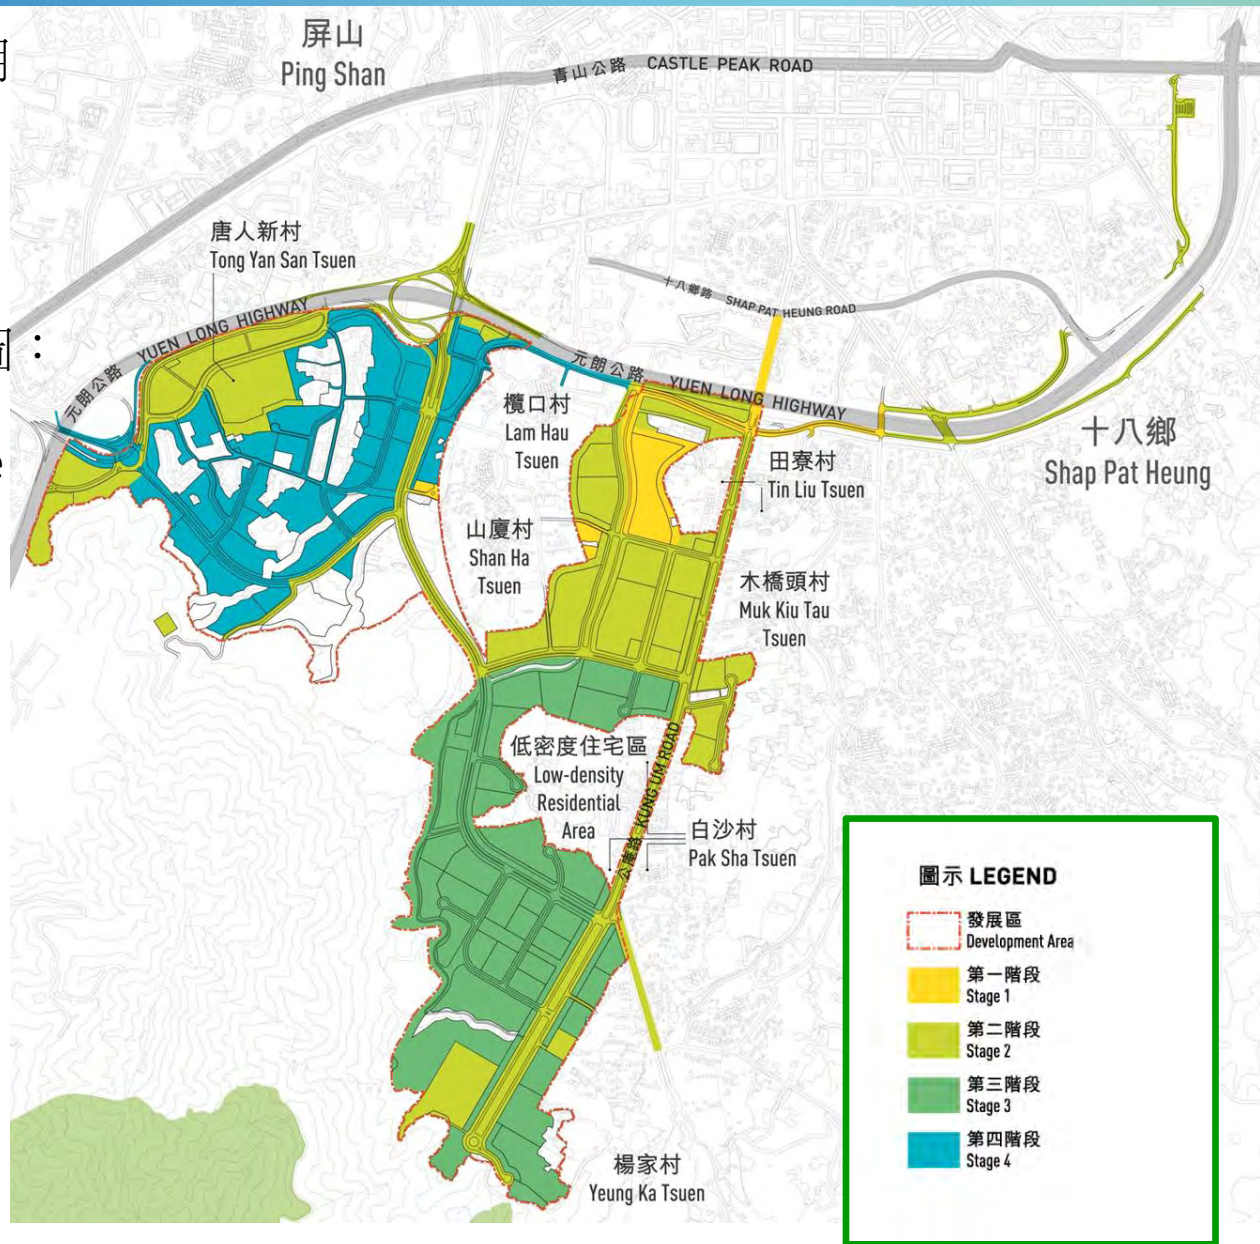 屏山
Ping Shan
青山公路 CASTLE PEAK ROAD
唐人新村
Tong Yan San Tsuen
十八鄉路 SHAP PAT HEUNG ROAD
元朗公路 YUEN LONG HIGHWAY
：
元朗公路 YUEN LONG HIGHWAY
欖口村
Lam Hau
Tsuen
十八鄉
Shap Pat Heung
田寮村
Tin Liu Tsuen
e
山廈村
Shan Ha
Tsuen
木橋頭村
Muk Kiu Tau
Tsuen
低密度住宅區
Low-density
Residential
Area
公庵路 KUNG UM ROAD
白沙村
Pak Sha Tsuen
楊家村
Yeung Ka Tsuen
圖示 LEGEND
發展區
Development Area
第一階段
Stage 1
第二階段
Stage 2
第三階段
Stage 3
第四階段
Stage 4